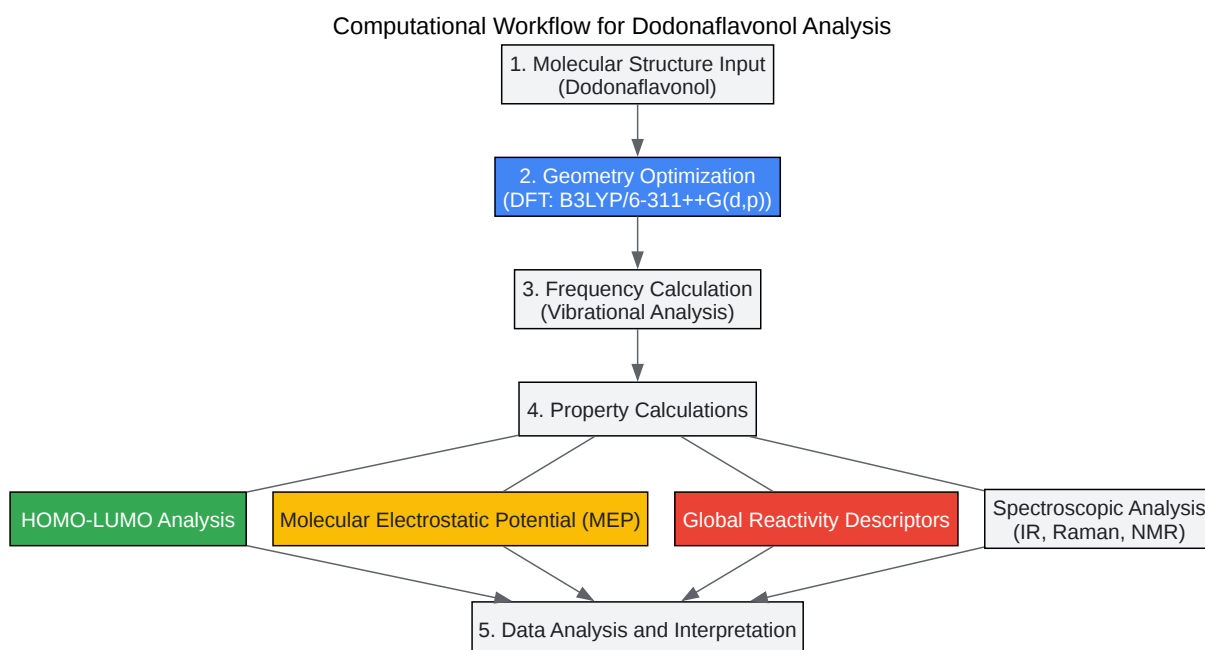 Computational Workflow for Dodonaflavonol Analysis
1. Molecular Structure Input
(Dodonaflavonol)
2. Geometry Optimization
(DFT: B3LYP/6-311++G(d,p))
3. Frequency Calculation
(Vibrational Analysis)
4. Property Calculations
HOMO-LUMO Analysis
Molecular Electrostatic Potential (MEP)
Global Reactivity Descriptors
Spectroscopic Analysis
(IR, Raman, NMR)
5. Data Analysis and Interpretation